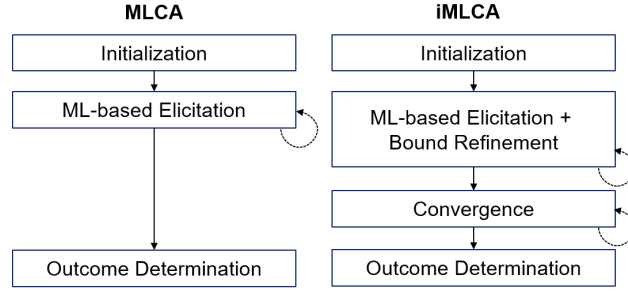 MLCA
Initialization
ML-based Elicitation
Outcome Determination
iMLCA
Initialization
ML-based Elicitation +
Bound Refinement
Convergence
Outcome Determination